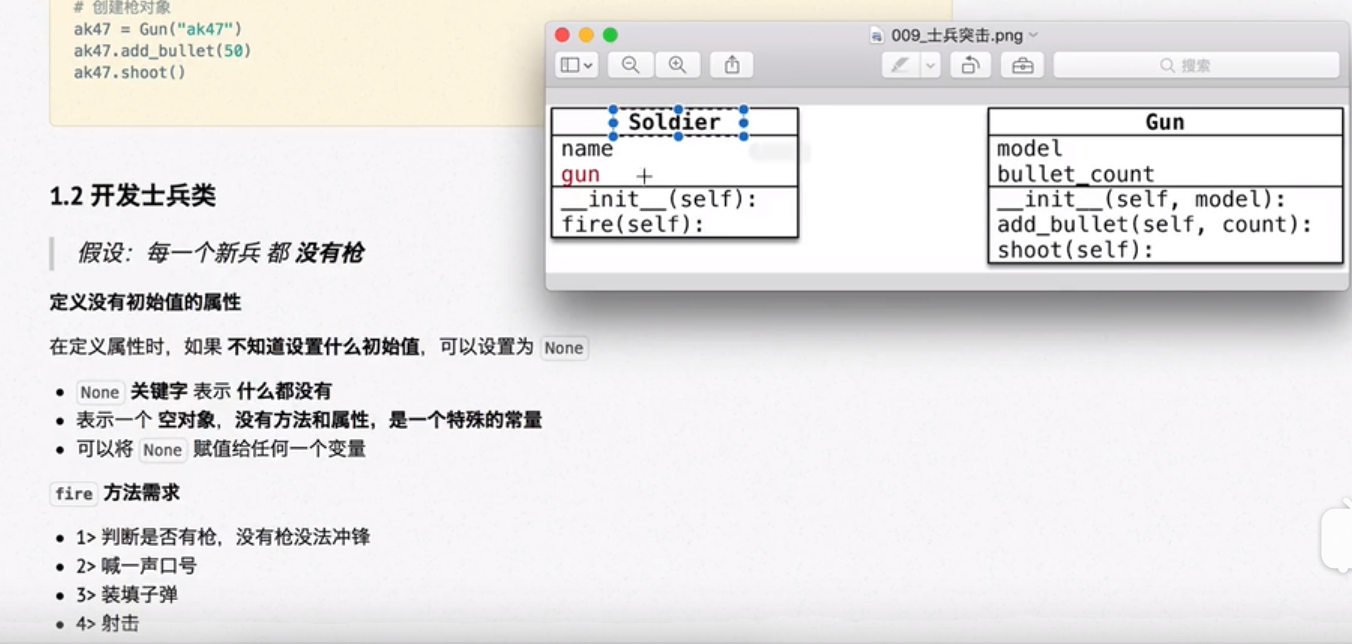 # 创建枪对象
ak47 = Gun("ak47")
ak47.add_bullet(50)
ak47.shoot()
1.2 开发士兵类
假设：每一个新兵 都 没有枪
定义没有初始值的属性
在定义属性时，如果 不知道设置什么初始值，可以设置为 None
• None 关键字 表示 什么都没有
• 表示一个 空对象，没有方法和属性，是一个特殊的常量
• 可以将 None 赋值给任何一个变量
fire 方法需求
• 1> 判断是否有枪，没有枪没法冲锋
• 2> 喊一声口号
• 3> 装填子弹
• 4> 射击
009_士兵突击.png
搜索
Soldier
name
gun
__init__(self):
fire(self):
Gun
model
bullet_count
__init__(self, model):
add_bullet(self, count):
shoot(self):